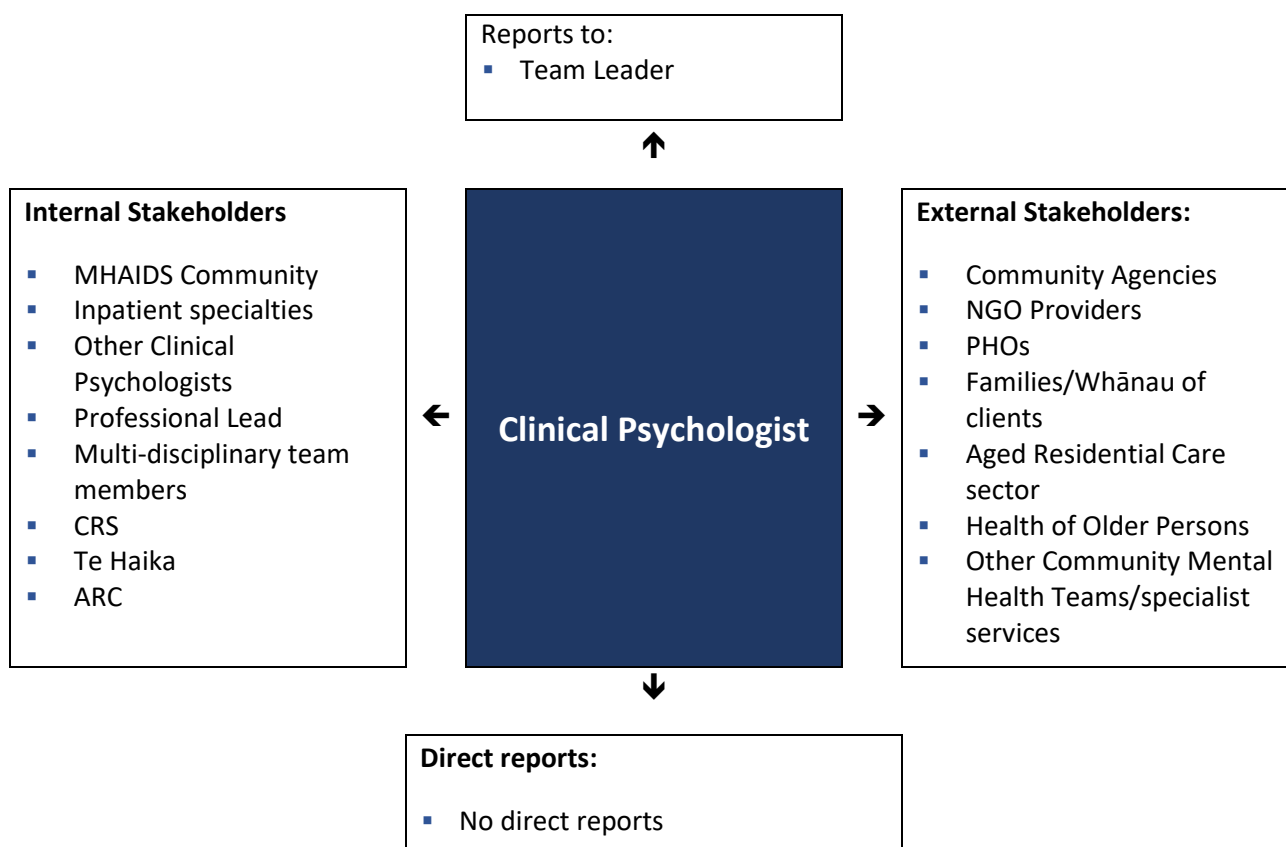 Reports to:
▪ Team Leader
Internal Stakeholders
▪ MHAIDS Community
▪ Inpatient specialties
▪ Other Clinical
Psychologists
▪ Professional Lead
▪ Multi-disciplinary team
members
▪ CRS
▪ Te Haika
▪ ARC
Clinical Psychologist
External Stakeholders:
▪ Community Agencies
▪ NGO Providers
▪ PHOs
▪ Families/Whānau of
clients
▪ Aged Residential Care
sector
▪ Health of Older Persons
▪ Other Community Mental
Health Teams/specialist
services
Direct reports:
▪ No direct reports